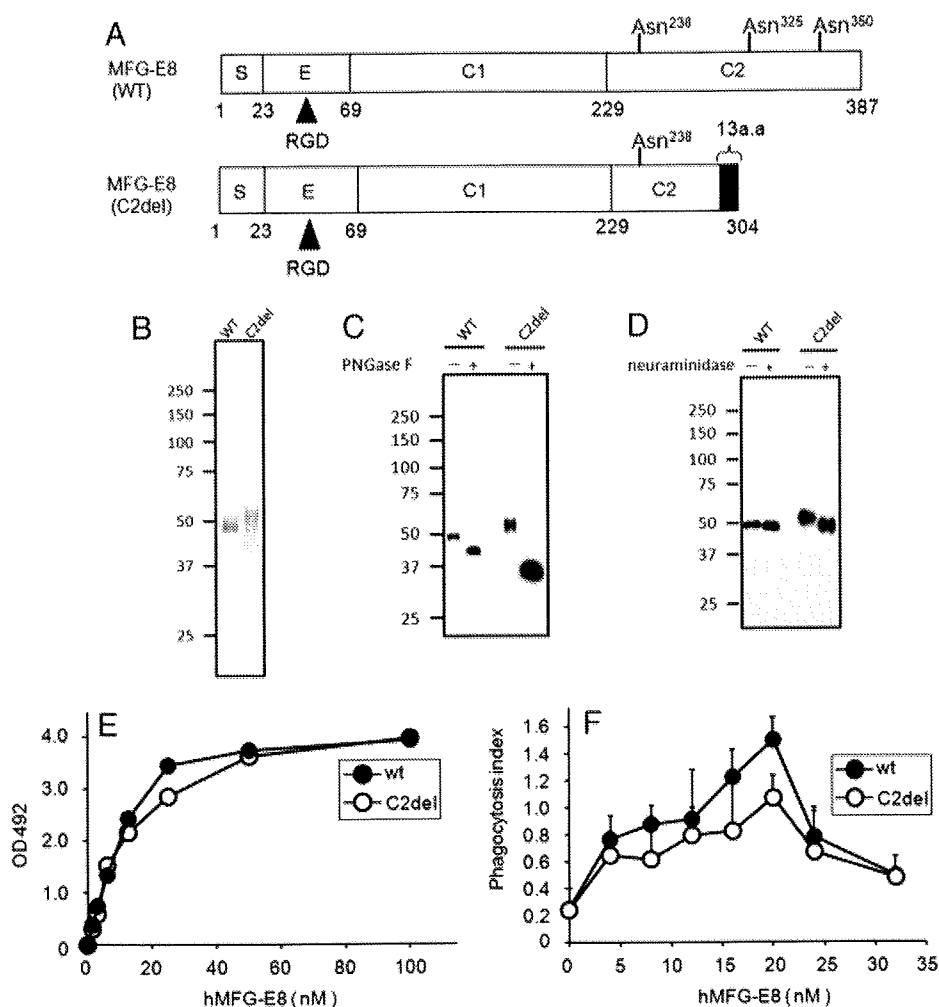 A
Asn238
Asn325
Asn350
MFG-E8
(WT)
S
E
C1
C2
1
23
69
229
387
RGD
13a.a
Asn238
MFG-E8
(C2del)
S
E
C1
C2
1
23
69
229
304
RGD
B
WT
C2del
250
150
100
75
50
37
25
C
WT
C2del
PNGase F
– + – +
250
150
100
75
50
37
25
D
WT
C2del
neuraminidase
– + – +
250
150
100
75
50
37
25
E
4.0
3.0
2.0
1.0
0
OD492
wt
C2del
0 20 40 60 80 100
hMFG-E8 ( nM )
F
1.6
1.4
1.2
1.0
0.8
0.6
0.4
0.2
0
Phagocytosis index
wt
C2del
0 5 10 15 20 25 30 35
hMFG-E8 ( nM )